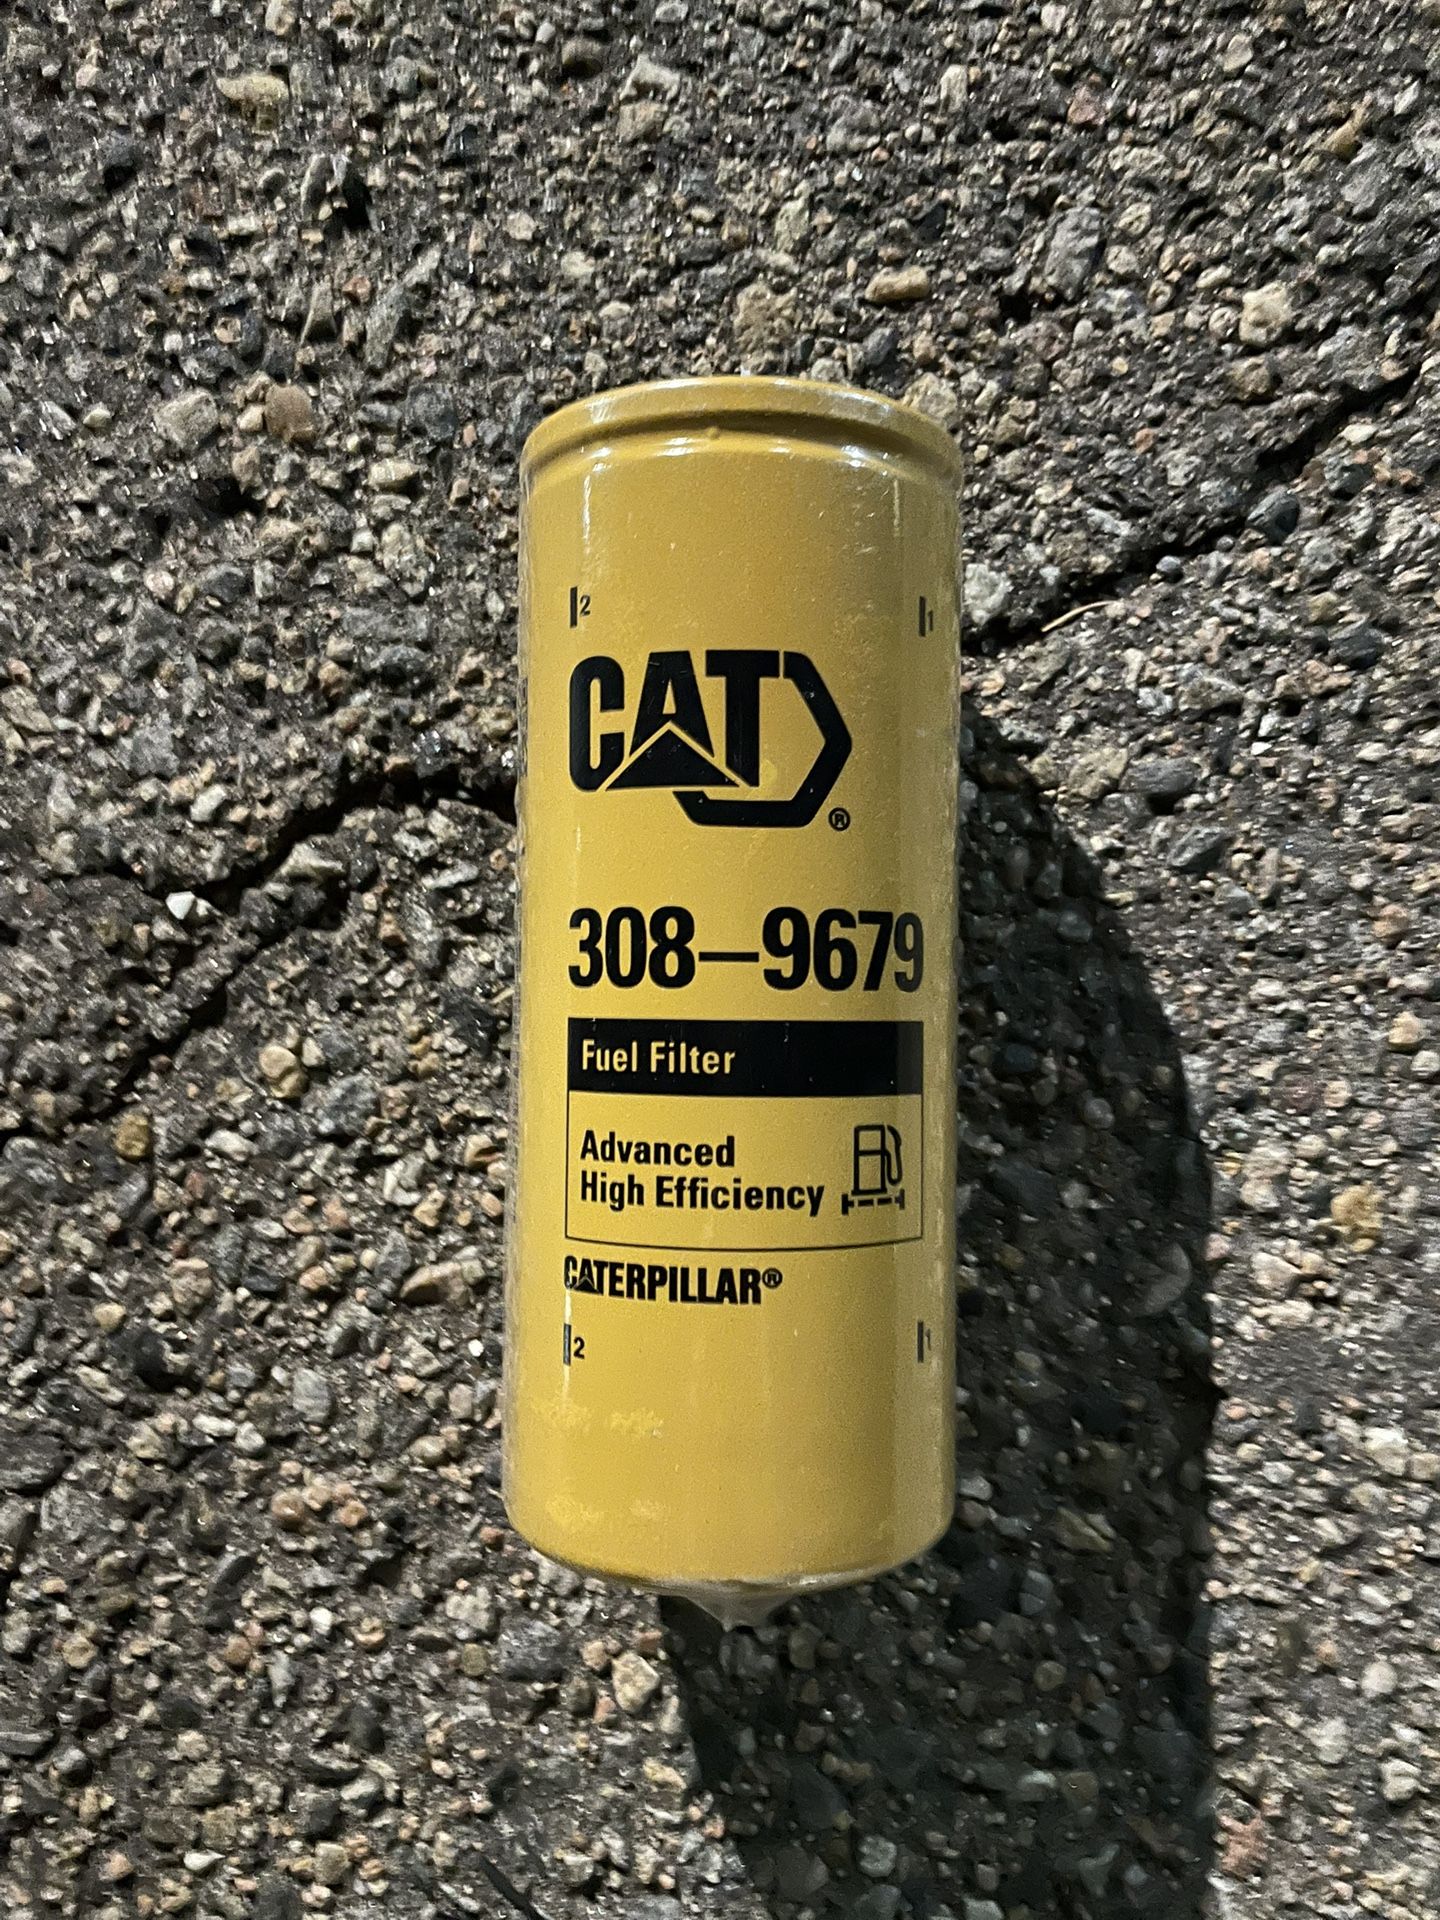 2 1
CAT®
308-9679
Fuel Filter
Advanced
High Efficiency
CATERPILLAR®
2 1